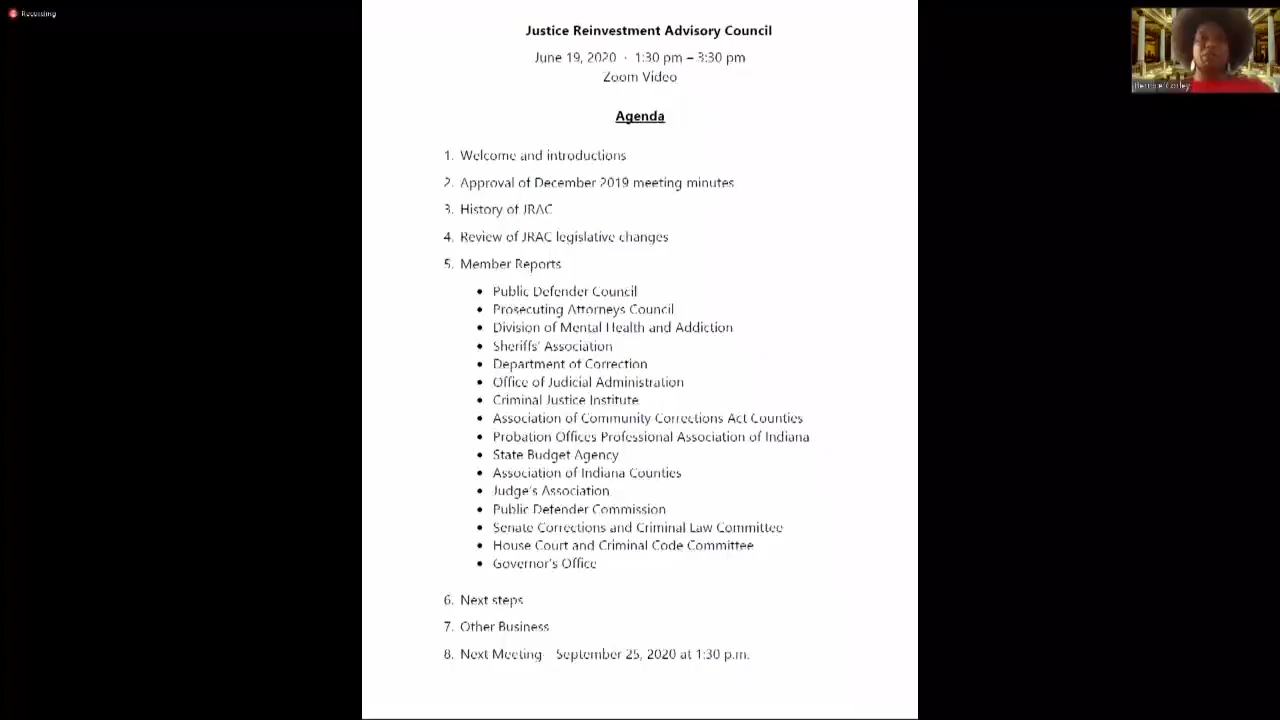 Recording
Justice Reinvestment Advisory Council
June 19, 2020 · 1:30 pm – 3:30 pm
Zoom Video
Agenda
1. Welcome and introductions
2. Approval of December 2019 meeting minutes
3. History of JRAC
4. Review of JRAC legislative changes
5. Member Reports
• Public Defender Council
• Prosecuting Attorneys Council
• Division of Mental Health and Addiction
• Sheriffs' Association
• Department of Correction
• Office of Judicial Administration
• Criminal Justice Institute
• Association of Community Corrections Act Counties
• Probation Offices Professional Association of Indiana
• State Budget Agency
• Association of Indiana Counties
• Judge's Association
• Public Defender Commission
• Senate Corrections and Criminal Law Committee
• House Court and Criminal Code Committee
• Governor's Office
6. Next steps
7. Other Business
8. Next Meeting September 25, 2020 at 1:30 p.m.
Bernice Corley